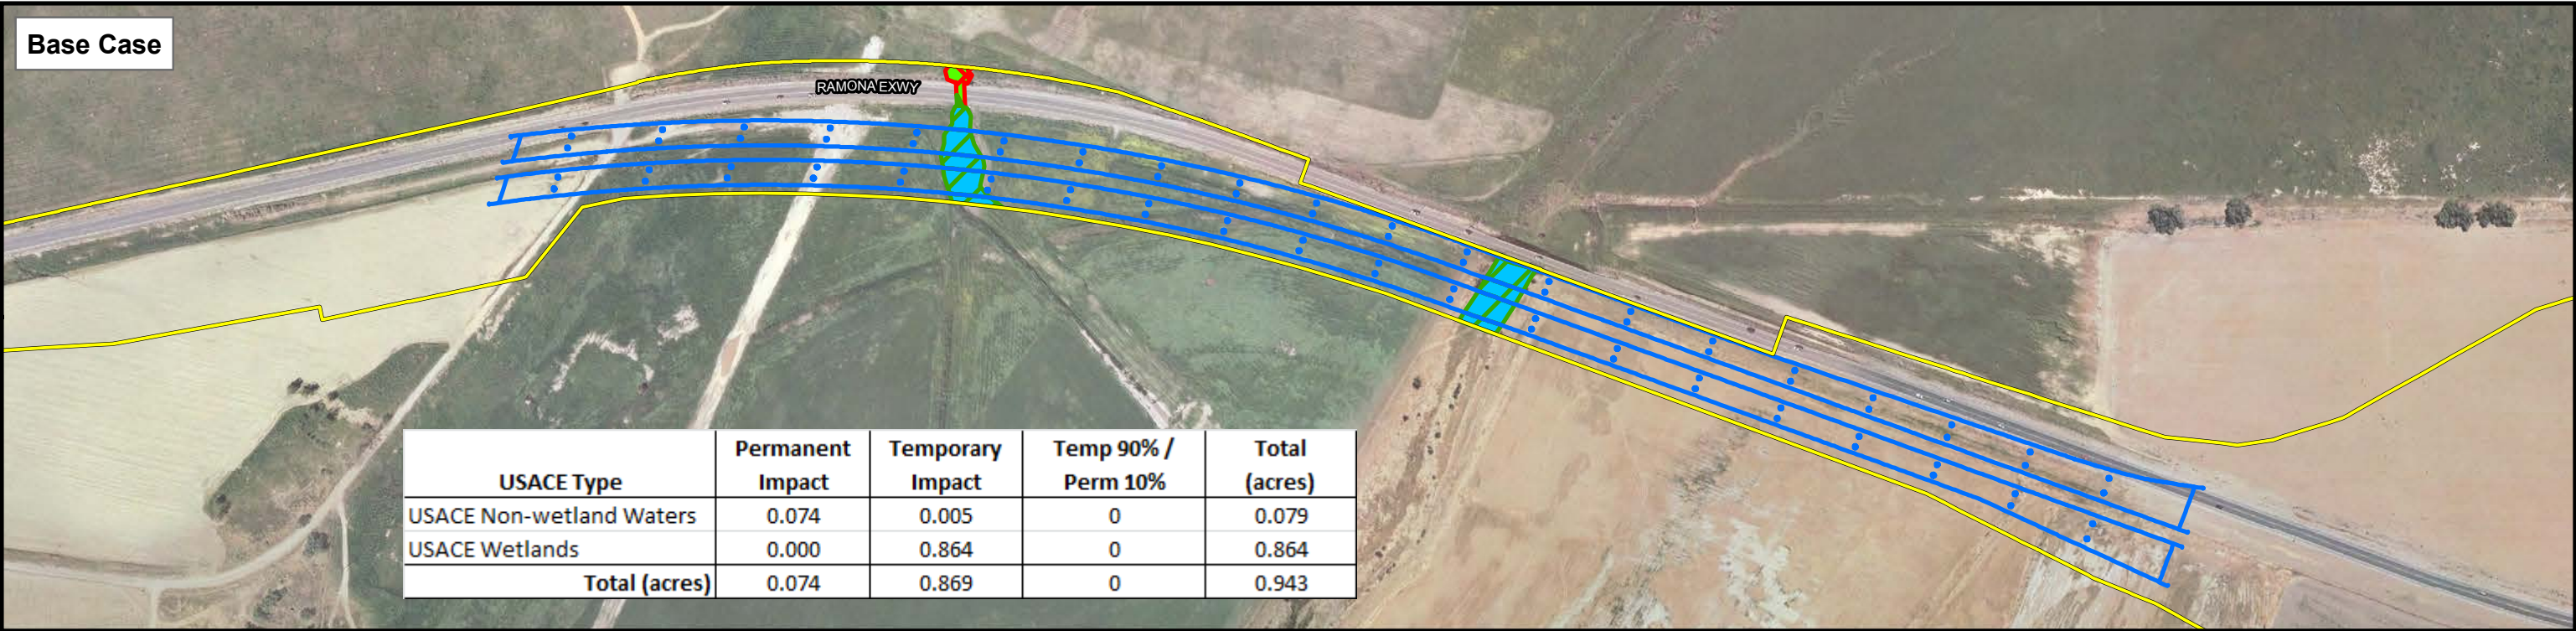 Base Case
RAMONA EXWY
USACE Type Permanent Impact Temporary Impact Temp 90% / Perm 10% Total (acres)
USACE Non-wetland Waters 0.074 0.005 0 0.079
USACE Wetlands 0.000 0.864 0 0.864
Total (acres) 0.074 0.869 0 0.943